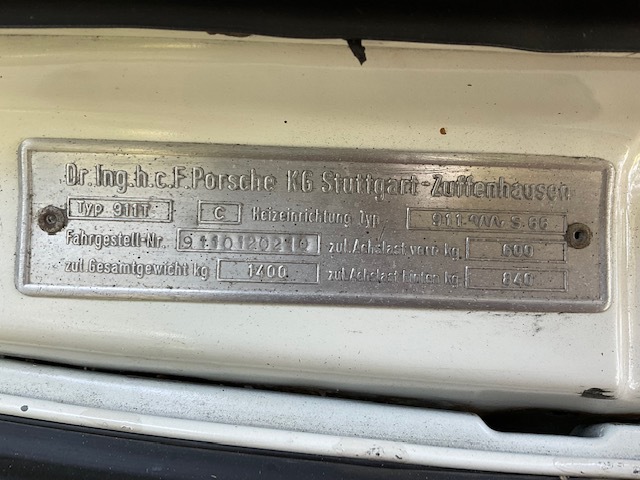 Dr.Ing.h.c.F.Porsche KG Stuttgart-Zuffenhausen
Typ 911T C Heizeinrichtung Typ
Fahrgestell-Nr. zul.Achslast vorn kg 600
zul.Gesamtgewicht kg 1400 zul.Achslast hinten kg 840